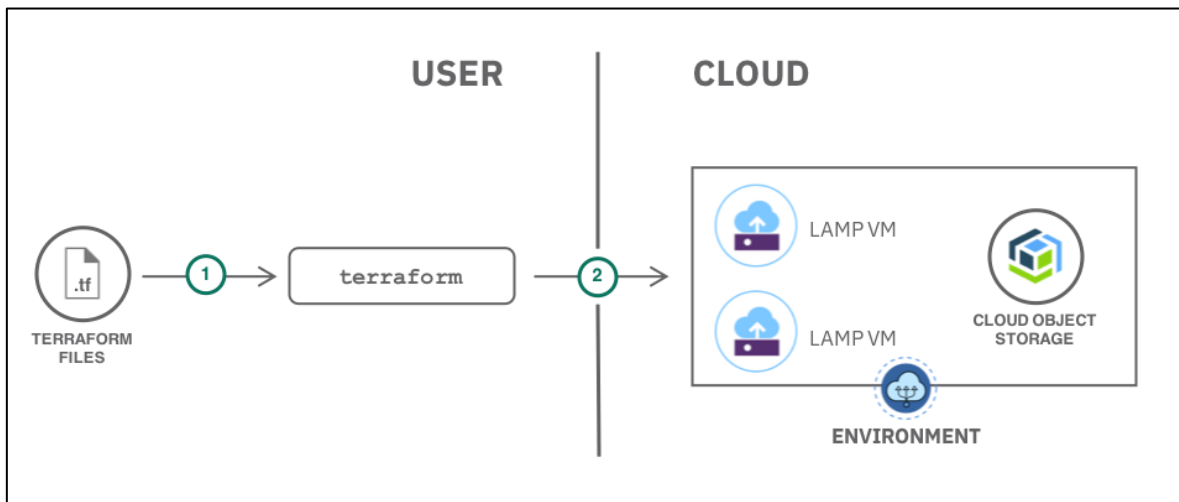 USER
CLOUD
.tf
1
terraform
2
TERRAFORM
FILES
LAMP VM
LAMP VM
CLOUD OBJECT
STORAGE
ENVIRONMENT